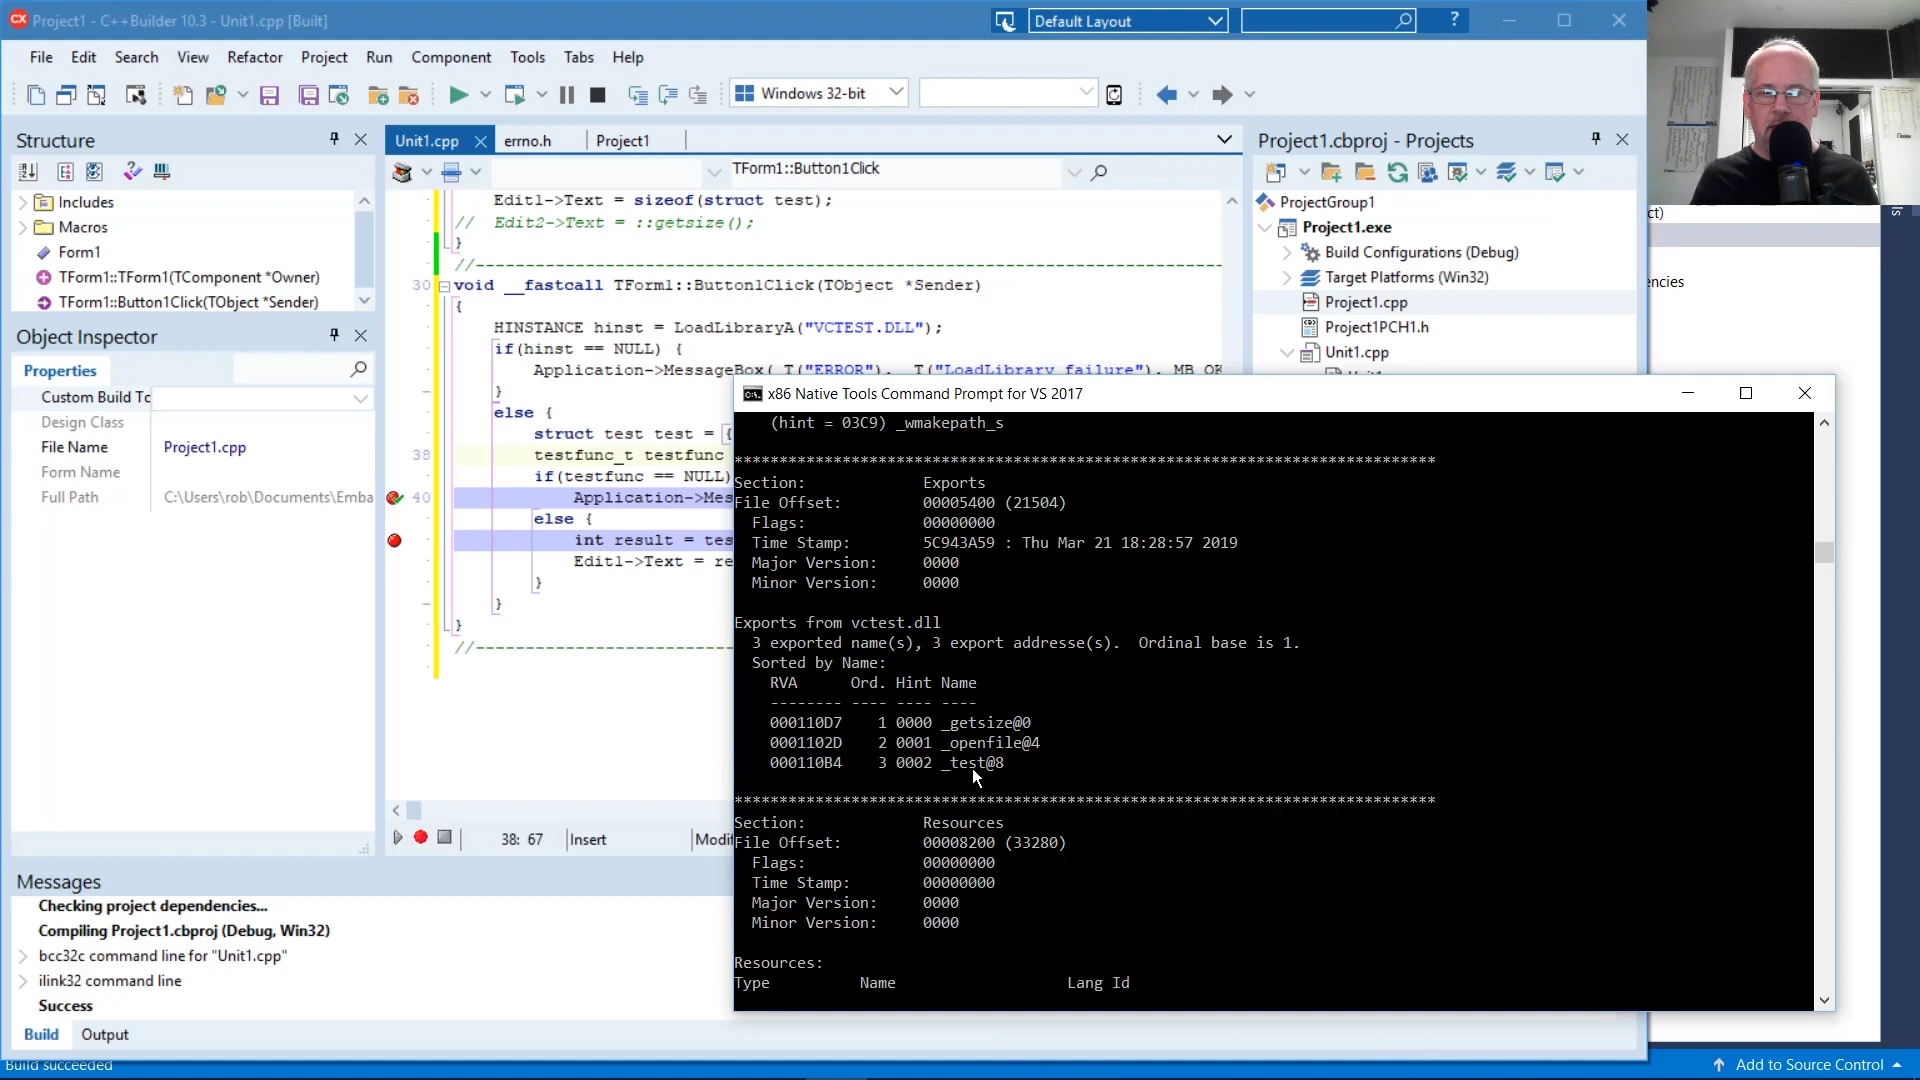 Project1 - C++Builder 10.3 - Unit1.cpp [Built]
Default Layout
?
File Edit Search View Refactor Project Run Component Tools Tabs Help
Windows 32-bit
Structure
Includes
Macros
Form1
TForm1::TForm1(TComponent *Owner)
TForm1::Button1Click(TObject *Sender)
Object Inspector
Properties
Custom Build To
Design Class
File Name Project1.cpp
Form Name
Full Path C:\Users\rob\Documents\Emba
Unit1.cpp errno.h Project1
TForm1::Button1Click
Edit1->Text = sizeof(struct test);
// Edit2->Text = ::getsize();
}
//---------------------------------------------------------------------------
30 void __fastcall TForm1::Button1Click(TObject *Sender)
{
HINSTANCE hinst = LoadLibraryA("VCTEST.DLL");
if(hinst == NULL) {
Application->MessageBox(_T("ERROR"), _T("LoadLibrary failure"), MB_OK
}
else {
struct test test = {
38 testfunc_t testfunc
if(testfunc == NULL)
40 Application->Mes
else {
int result = tes
Edit1->Text = re
}
}
}
//---------------------------
38: 67 Insert Modif
Project1.cbproj - Projects
ProjectGroup1
Project1.exe
Build Configurations (Debug)
Target Platforms (Win32)
Project1.cpp
Project1PCH1.h
Unit1.cpp
ct)
encies
x86 Native Tools Command Prompt for VS 2017
(hint = 03C9) _wmakepath_s
******************************************************************************
Section: Exports
File Offset: 00005400 (21504)
Flags: 00000000
Time Stamp: 5C943A59 : Thu Mar 21 18:28:57 2019
Major Version: 0000
Minor Version: 0000
Exports from vctest.dll
3 exported name(s), 3 export addresse(s). Ordinal base is 1.
Sorted by Name:
RVA Ord. Hint Name
-------- ---- ---- ----
000110D7 1 0000 _getsize@0
0001102D 2 0001 _openfile@4
000110B4 3 0002 _test@8
******************************************************************************
Section: Resources
File Offset: 00008200 (33280)
Flags: 00000000
Time Stamp: 00000000
Major Version: 0000
Minor Version: 0000
Resources:
Type Name Lang Id
Messages
Checking project dependencies...
Compiling Project1.cbproj (Debug, Win32)
bcc32c command line for "Unit1.cpp"
ilink32 command line
Success
Build Output
Build succeeded
Add to Source Control